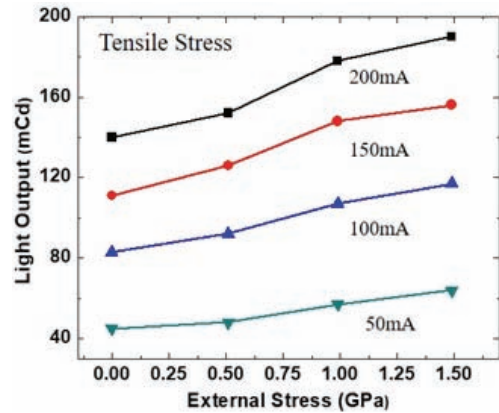 200
Tensile Stress
200mA
160
150mA
120
100mA
80
50mA
40
0.00 0.25 0.50 0.75 1.00 1.25 1.50
External Stress (GPa)
Light Output (mCd)